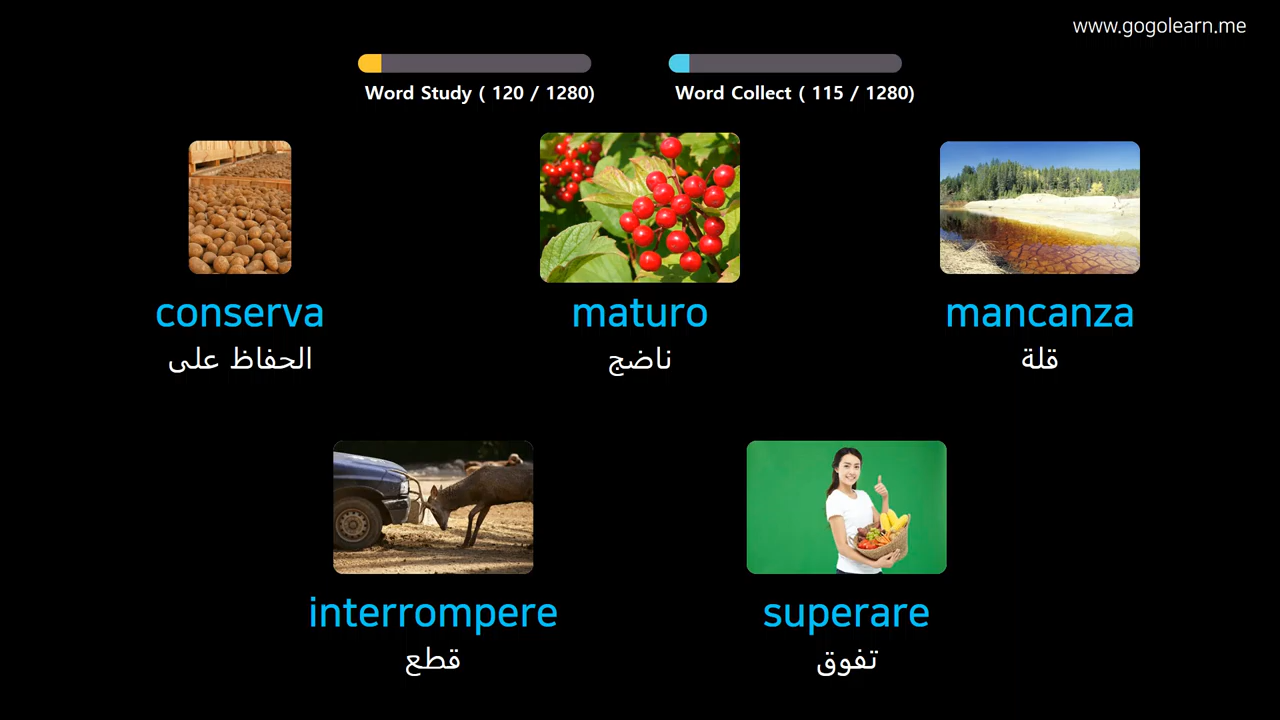 www.gogolearn.me
Word Study ( 120 / 1280)
Word Collect ( 115 / 1280)
conserva
الحفاظ على
maturo
ناضج
mancanza
قلة
interrompere
قطع
superare
تفوق